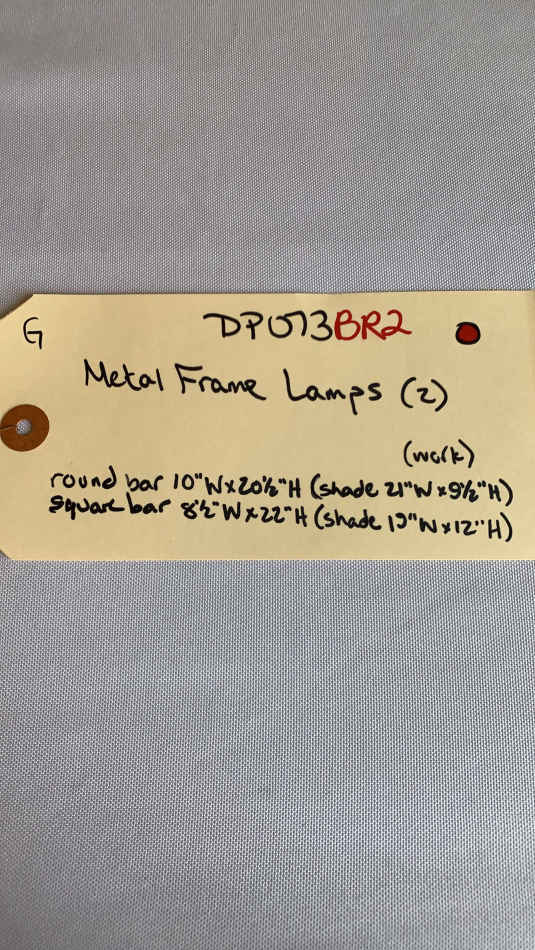 G
DP073BR2
Metal Frame Lamps (2)
(work)
round bar 10"W x 20½"H (shade 21"W x 9½"H)
square bar 8½"W x 22"H (shade 19"W x 12"H)